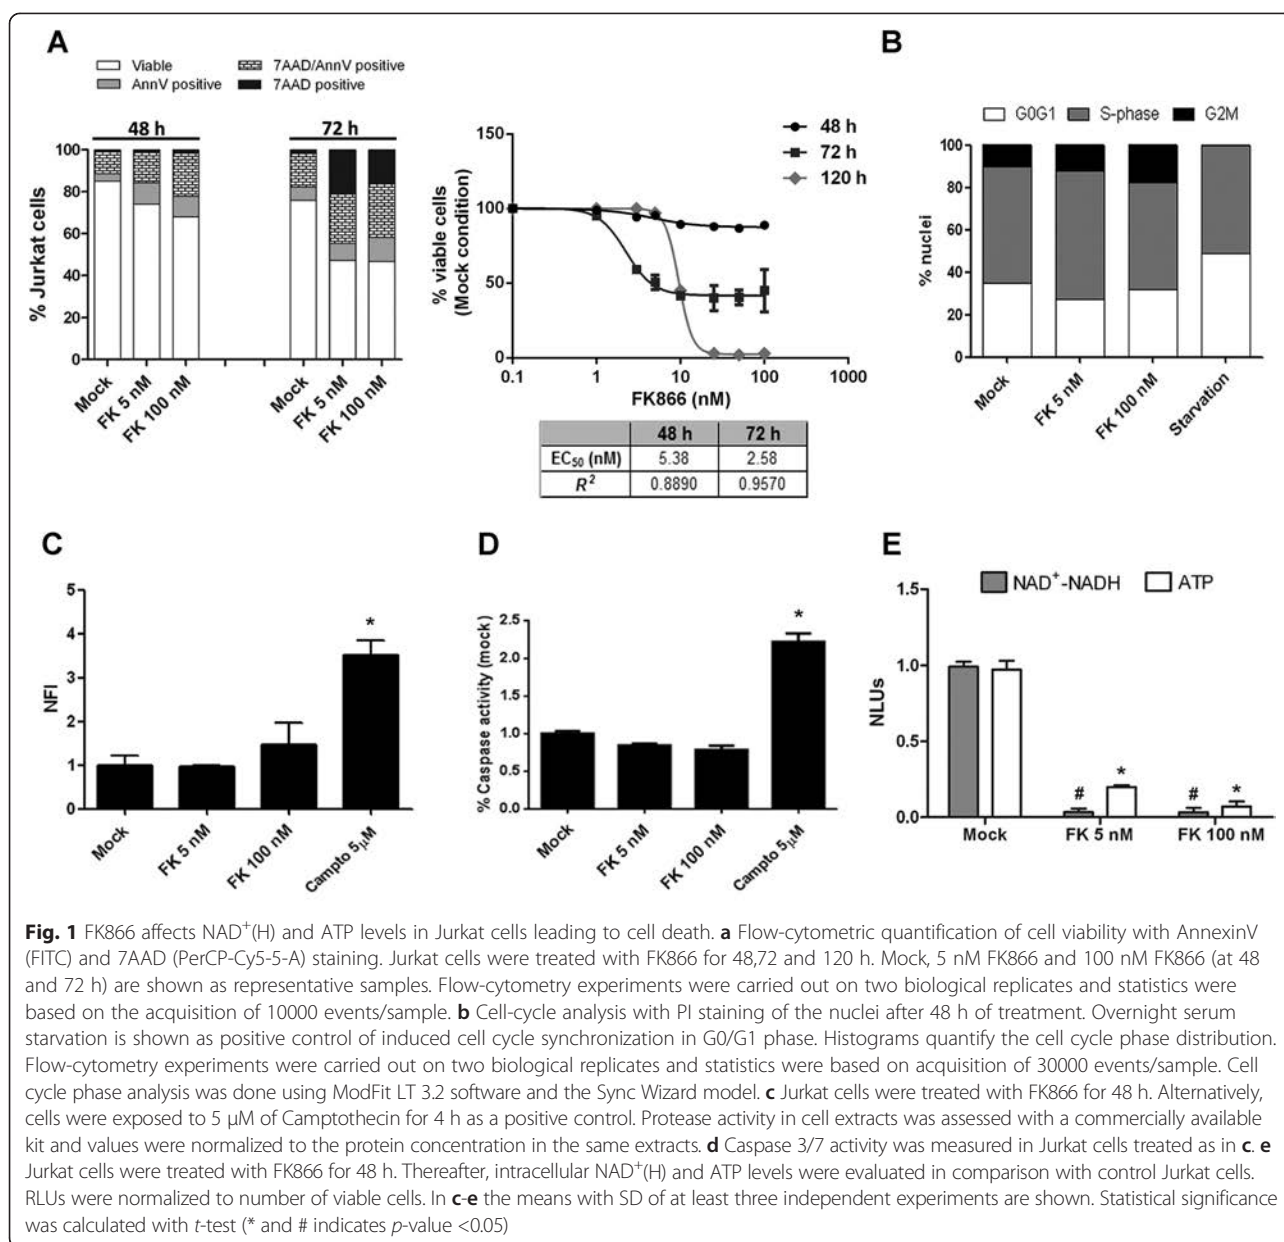 A
Viable
7AAD/AnnV positive
AnnV positive
7AAD positive
48 h
72 h
% Jurkat cells
100
80
60
40
20
0
Mock
FK 5 nM
FK 100 nM
Mock
FK 5 nM
FK 100 nM
% viable cells
(Mock condition)
150
100
50
0
48 h
72 h
120 h
0.1 1 10 100 1000
FK866 (nM)
48 h 72 h
EC50 (nM) 5.38 2.58
R2 0.8890 0.9570
B
G0G1 S-phase G2M
% nuclei
100
80
60
40
20
0
Mock
FK 5 nM
FK 100 nM
Starvation
C
NFI
5
4
3
2
1
0
*
Mock
FK 5 nM
FK 100 nM
Campto 5μM
D
% Caspase activity (mock)
2.5
2.0
1.5
1.0
0.5
0.0
*
Mock
FK 5 nM
FK 100 nM
Campto 5μM
E
NAD+-NADH ATP
NLUs
1.5
1.0
0.5
0.0
# * # *
Mock FK 5 nM FK 100 nM
Fig. 1 FK866 affects NAD+(H) and ATP levels in Jurkat cells leading to cell death. a Flow-cytometric quantification of cell viability with AnnexinV
(FITC) and 7AAD (PerCP-Cy5-5-A) staining. Jurkat cells were treated with FK866 for 48,72 and 120 h. Mock, 5 nM FK866 and 100 nM FK866 (at 48
and 72 h) are shown as representative samples. Flow-cytometry experiments were carried out on two biological replicates and statistics were
based on the acquisition of 10000 events/sample. b Cell-cycle analysis with PI staining of the nuclei after 48 h of treatment. Overnight serum
starvation is shown as positive control of induced cell cycle synchronization in G0/G1 phase. Histograms quantify the cell cycle phase distribution.
Flow-cytometry experiments were carried out on two biological replicates and statistics were based on acquisition of 30000 events/sample. Cell
cycle phase analysis was done using ModFit LT 3.2 software and the Sync Wizard model. c Jurkat cells were treated with FK866 for 48 h. Alternatively,
cells were exposed to 5 μM of Camptothecin for 4 h as a positive control. Protease activity in cell extracts was assessed with a commercially available
kit and values were normalized to the protein concentration in the same extracts. d Caspase 3/7 activity was measured in Jurkat cells treated as in c. e
Jurkat cells were treated with FK866 for 48 h. Thereafter, intracellular NAD+(H) and ATP levels were evaluated in comparison with control Jurkat cells.
RLUs were normalized to number of viable cells. In c-e the means with SD of at least three independent experiments are shown. Statistical significance
was calculated with t-test (* and # indicates p-value <0.05)